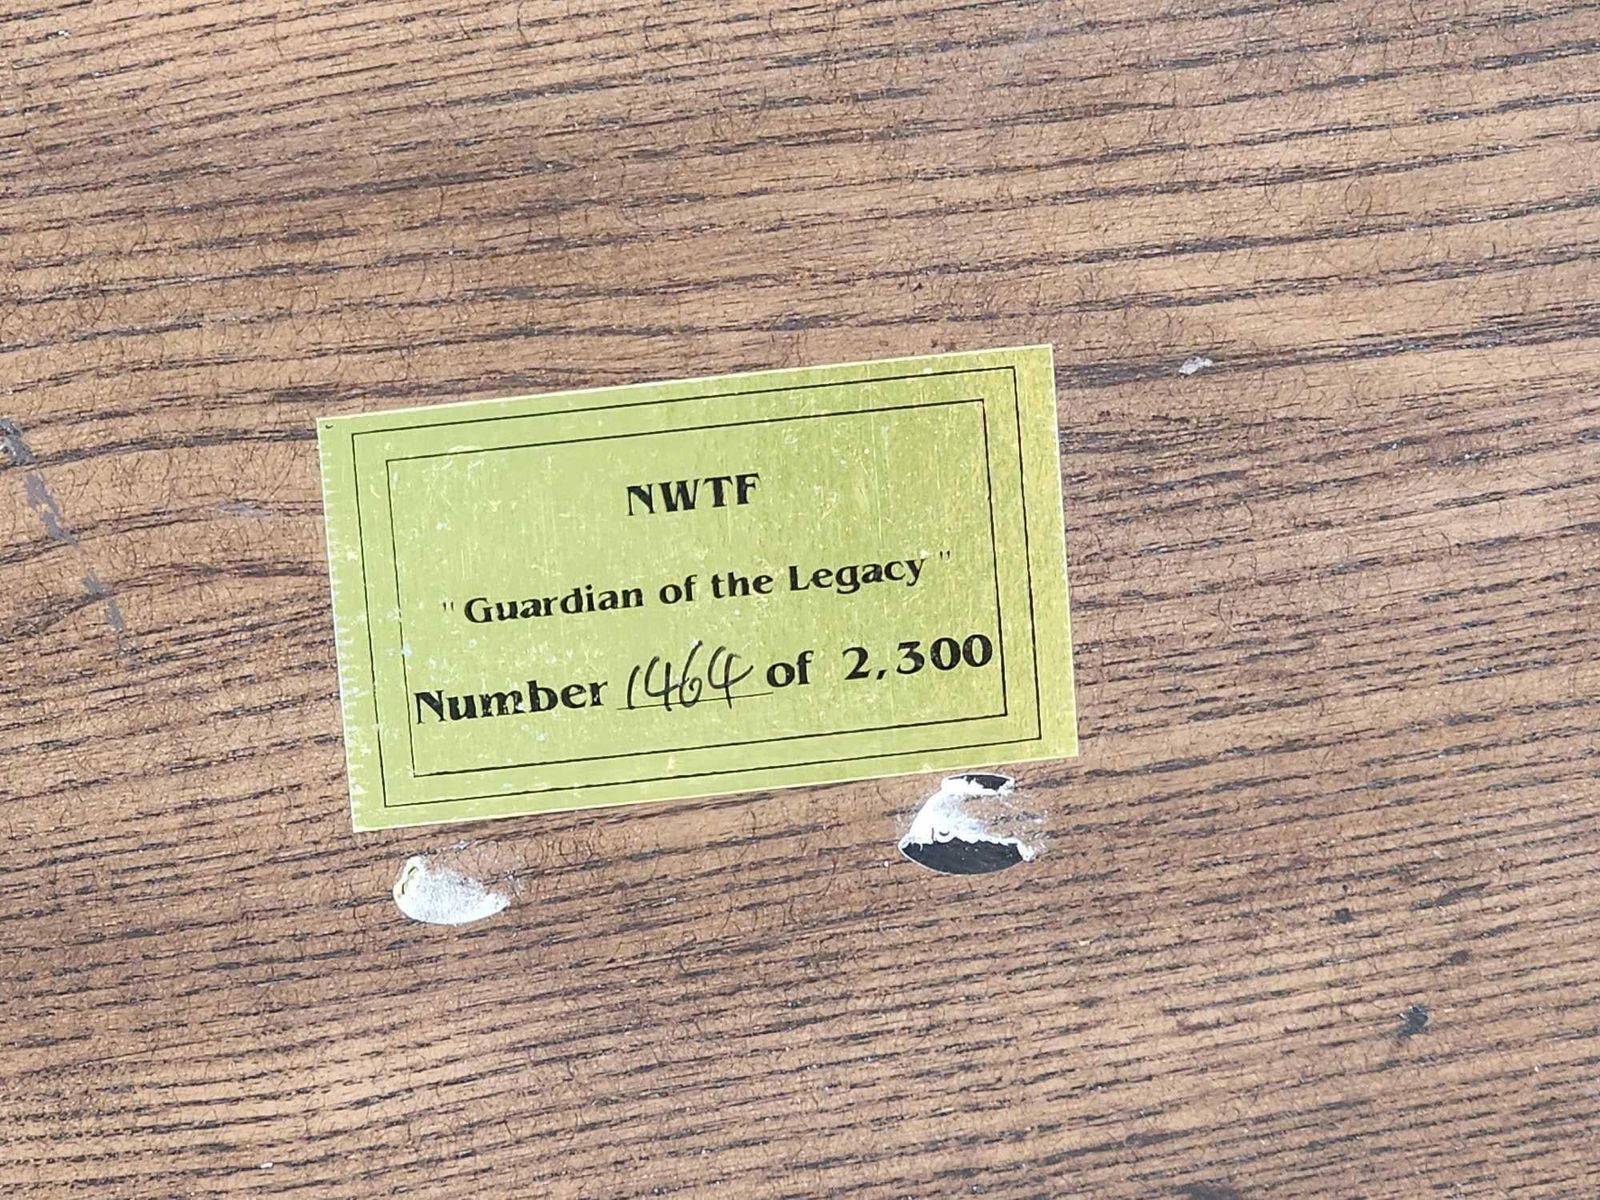 NWTF
"Guardian of the Legacy"
Number 1464 of 2,300